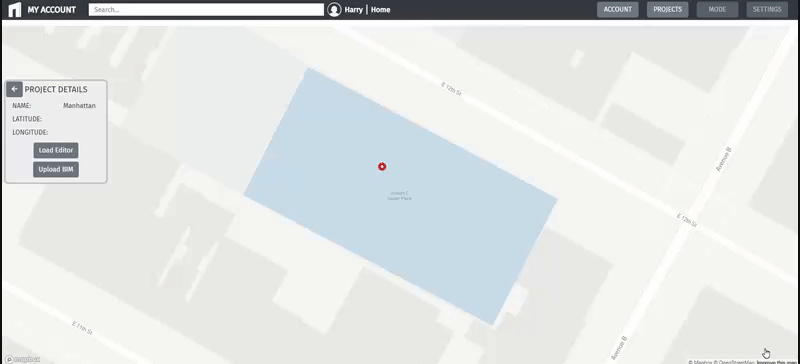 MY ACCOUNT
Search...
Harry | Home
ACCOUNT
PROJECTS
MODE
SETTINGS
PROJECT DETAILS
NAME: Manhattan
LATITUDE:
LONGITUDE:
Load Editor
Upload BIM
E 12th St
Avenue B
E 12th St
Avenue B
E 11th St
mapbox
© Mapbox © OpenStreetMap Improve this map